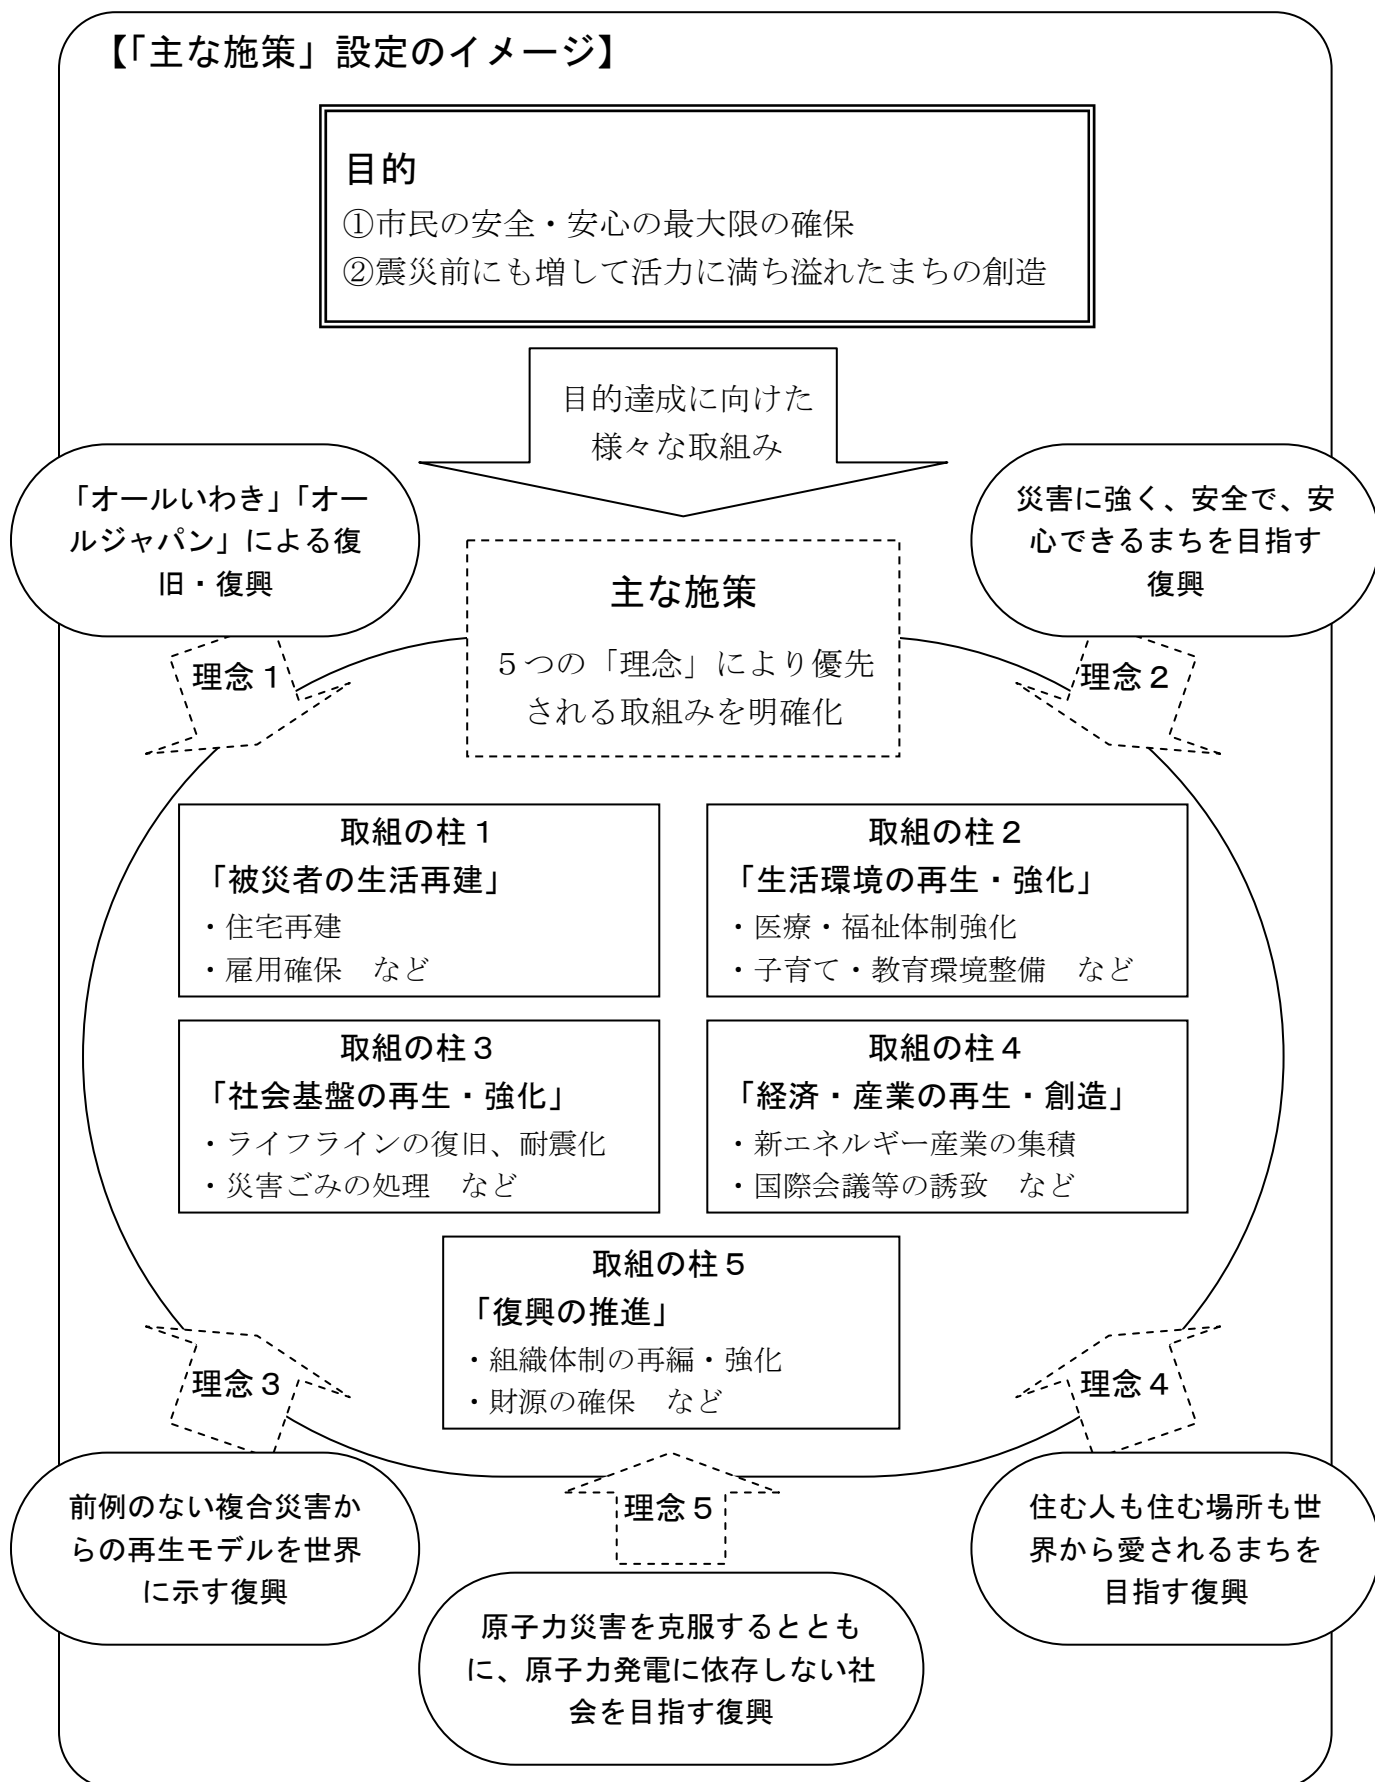 【「主な施策」設定のイメージ】
目的
①市民の安全・安心の最大限の確保
②震災前にも増して活力に満ち溢れたまちの創造
目的達成に向けた
様々な取組み
「オールいわき」「オー
ルジャパン」による復
旧・復興
理念１
災害に強く、安全で、安
心できるまちを目指す
復興
理念２
主な施策
５つの「理念」により優先
される取組みを明確化
取組の柱１
「被災者の生活再建」
・住宅再建
・雇用確保　など
取組の柱２
「生活環境の再生・強化」
・医療・福祉体制強化
・子育て・教育環境整備　など
取組の柱３
「社会基盤の再生・強化」
・ライフラインの復旧、耐震化
・災害ごみの処理　など
取組の柱４
「経済・産業の再生・創造」
・新エネルギー産業の集積
・国際会議等の誘致　など
取組の柱５
「復興の推進」
・組織体制の再編・強化
・財源の確保　など
理念３
前例のない複合災害か
らの再生モデルを世界
に示す復興
理念４
住む人も住む場所も世
界から愛されるまちを
目指す復興
理念５
原子力災害を克服するととも
に、原子力発電に依存しない社
会を目指す復興